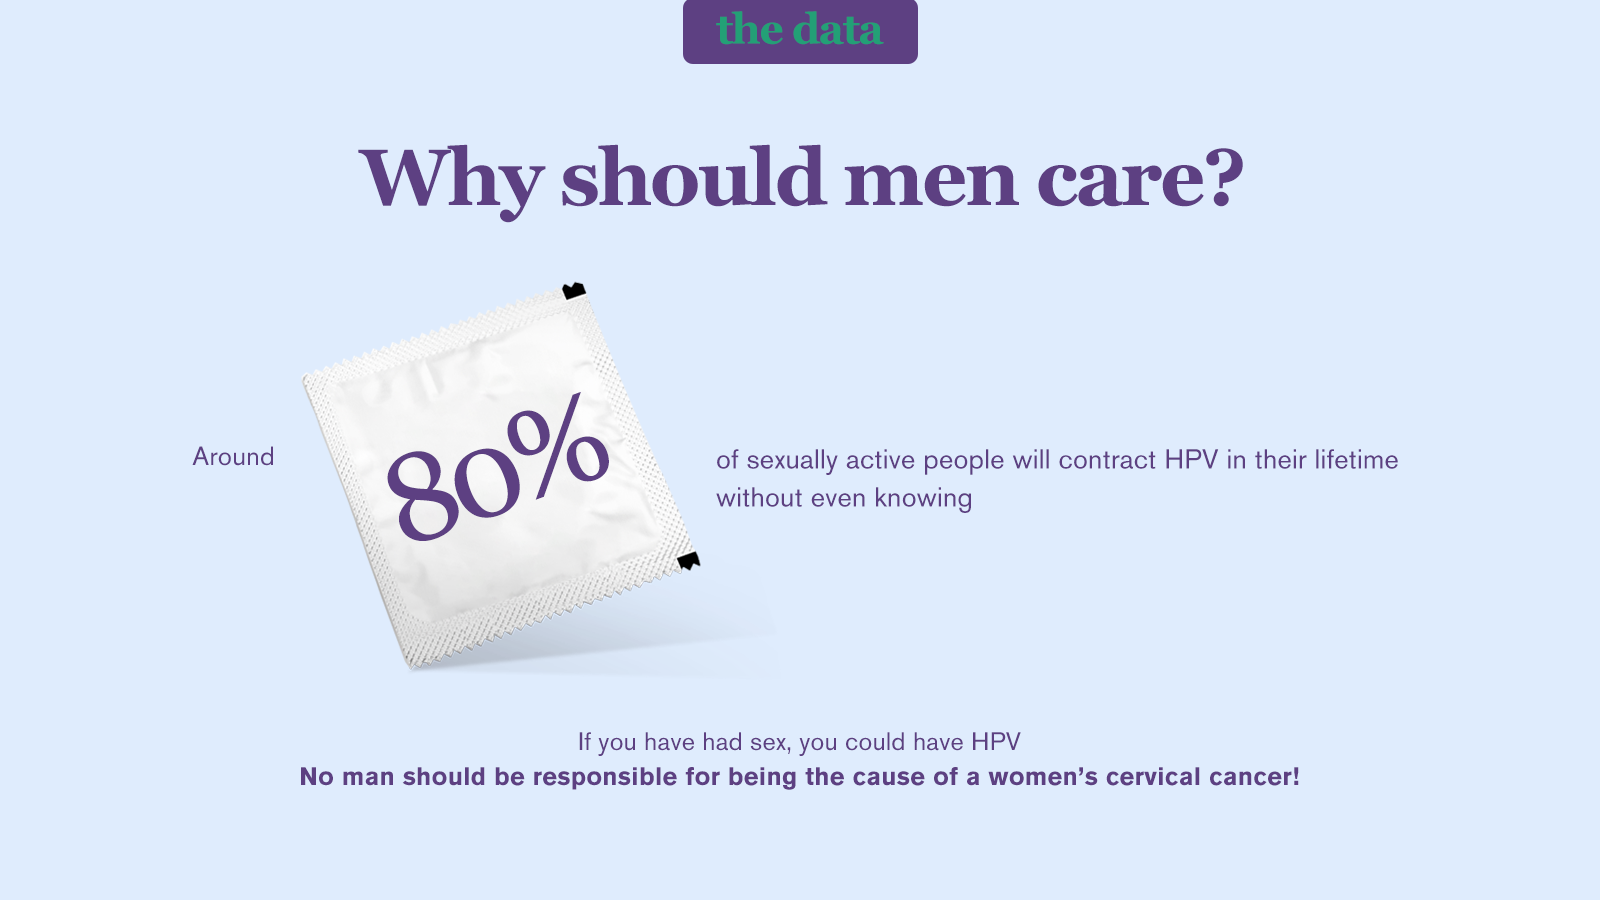 the data
Why should men care?
Around
80%
of sexually active people will contract HPV in their lifetime
without even knowing
If you have had sex, you could have HPV
No man should be responsible for being the cause of a women’s cervical cancer!